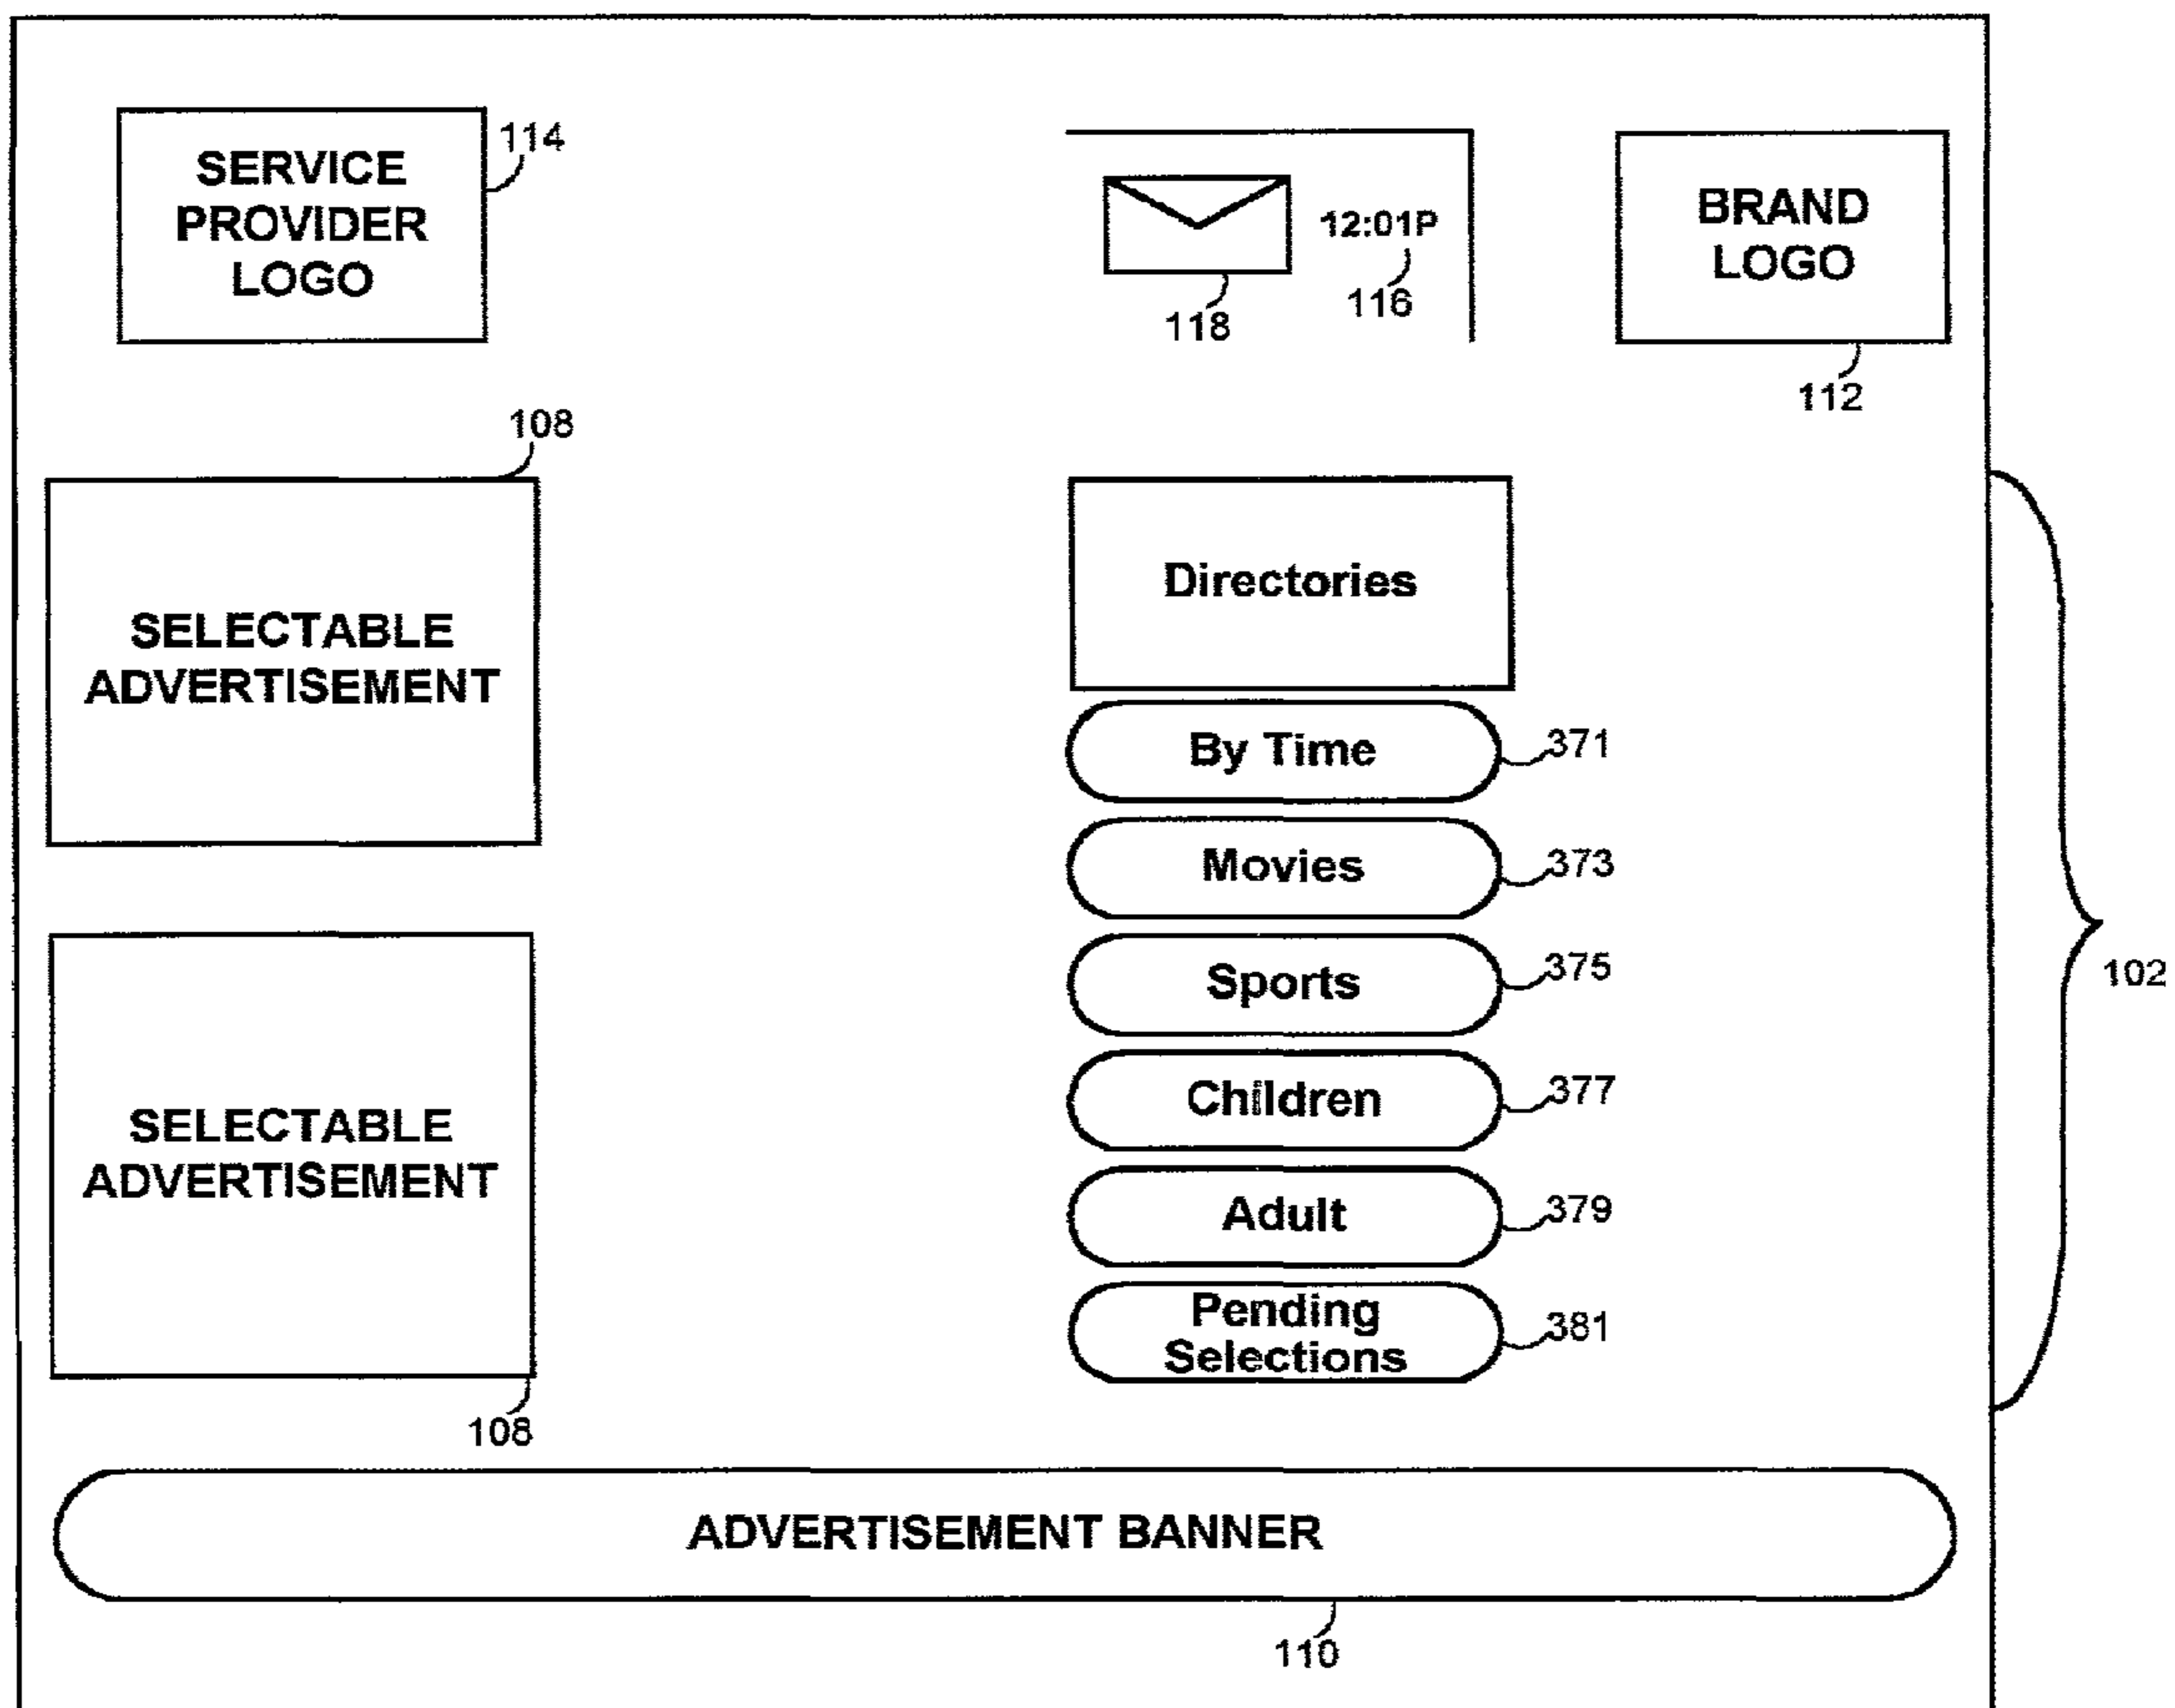 SERVICE
PROVIDER
LOGO
114
12:01P
118
116
BRAND
LOGO
112
108
SELECTABLE
ADVERTISEMENT
Directories
By Time
371
Movies
373
Sports
375
Children
377
Adult
379
Pending
Selections
381
102
SELECTABLE
ADVERTISEMENT
108
ADVERTISEMENT BANNER
110